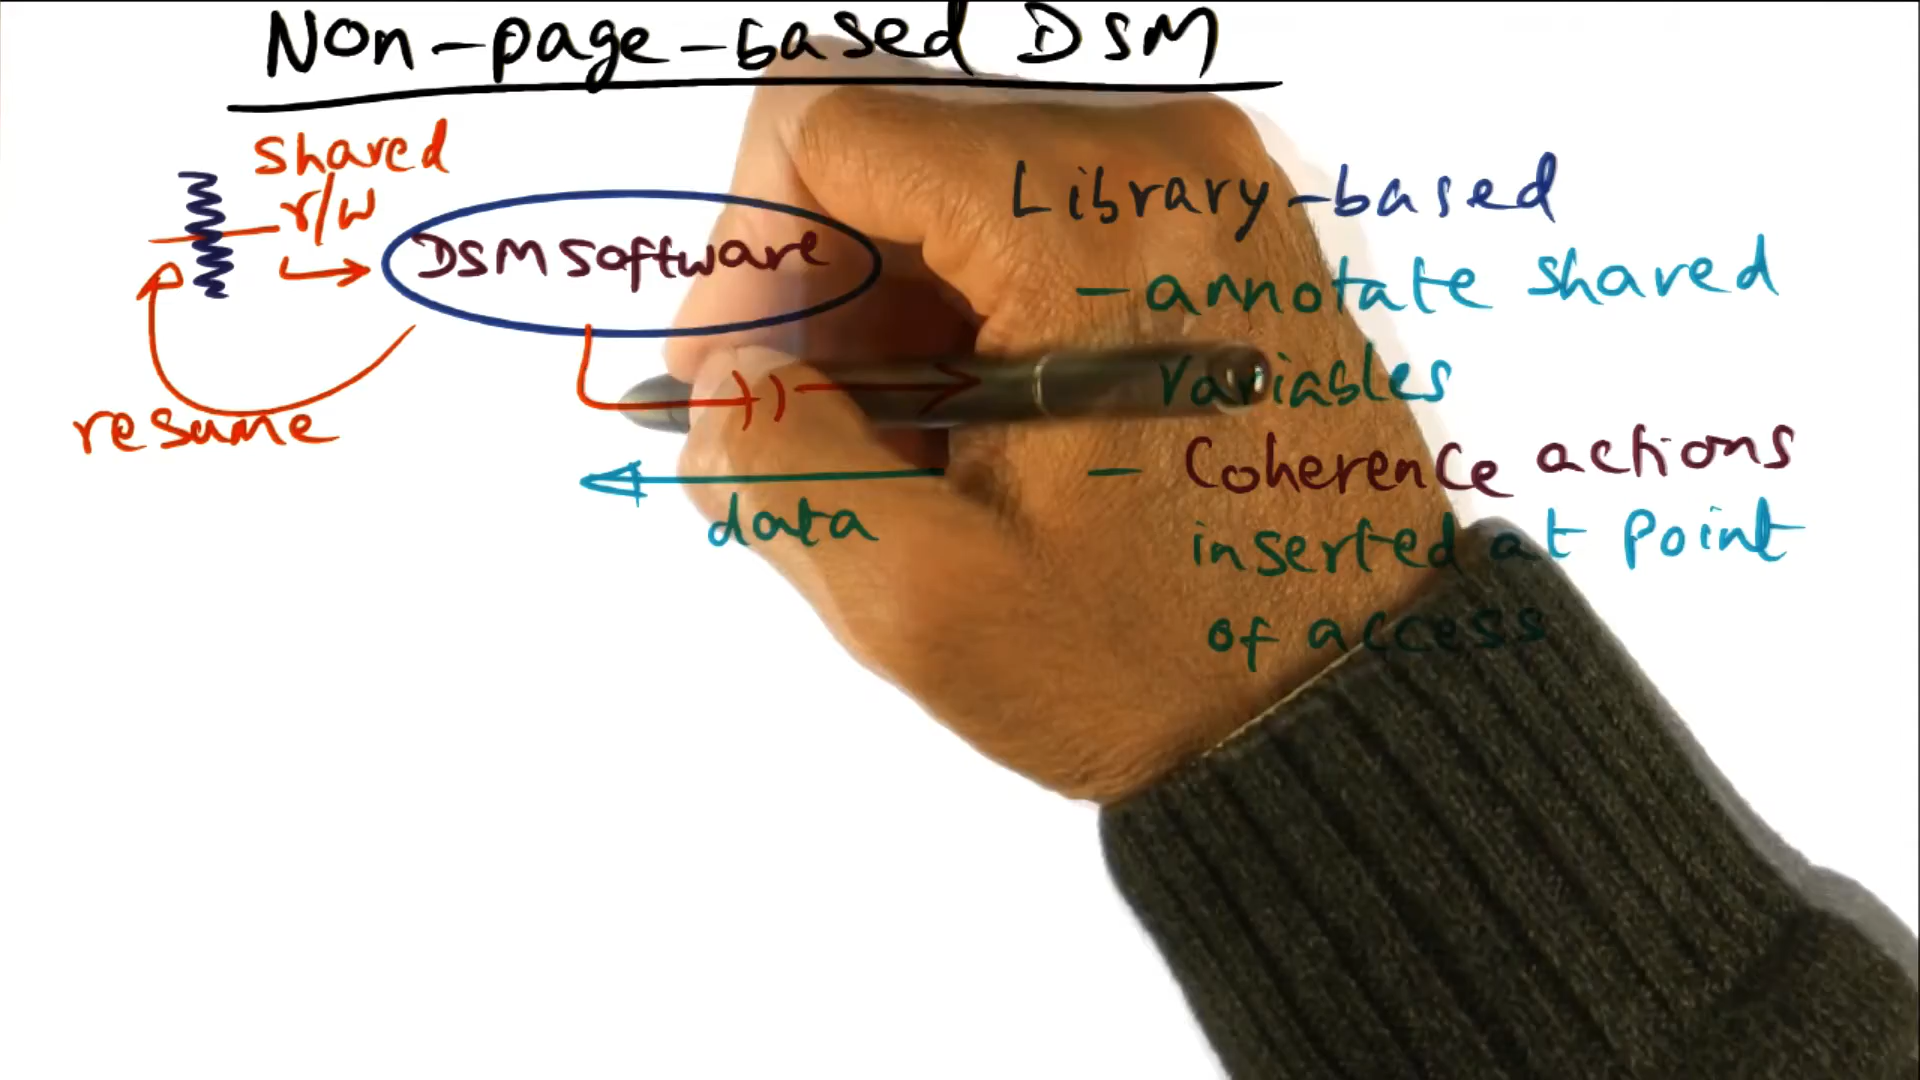 Non-page-based DSM
shared
r/w
DSM software
resume
data
Library-based
- annotate shared
variables
- Coherence actions
inserted at point
of access